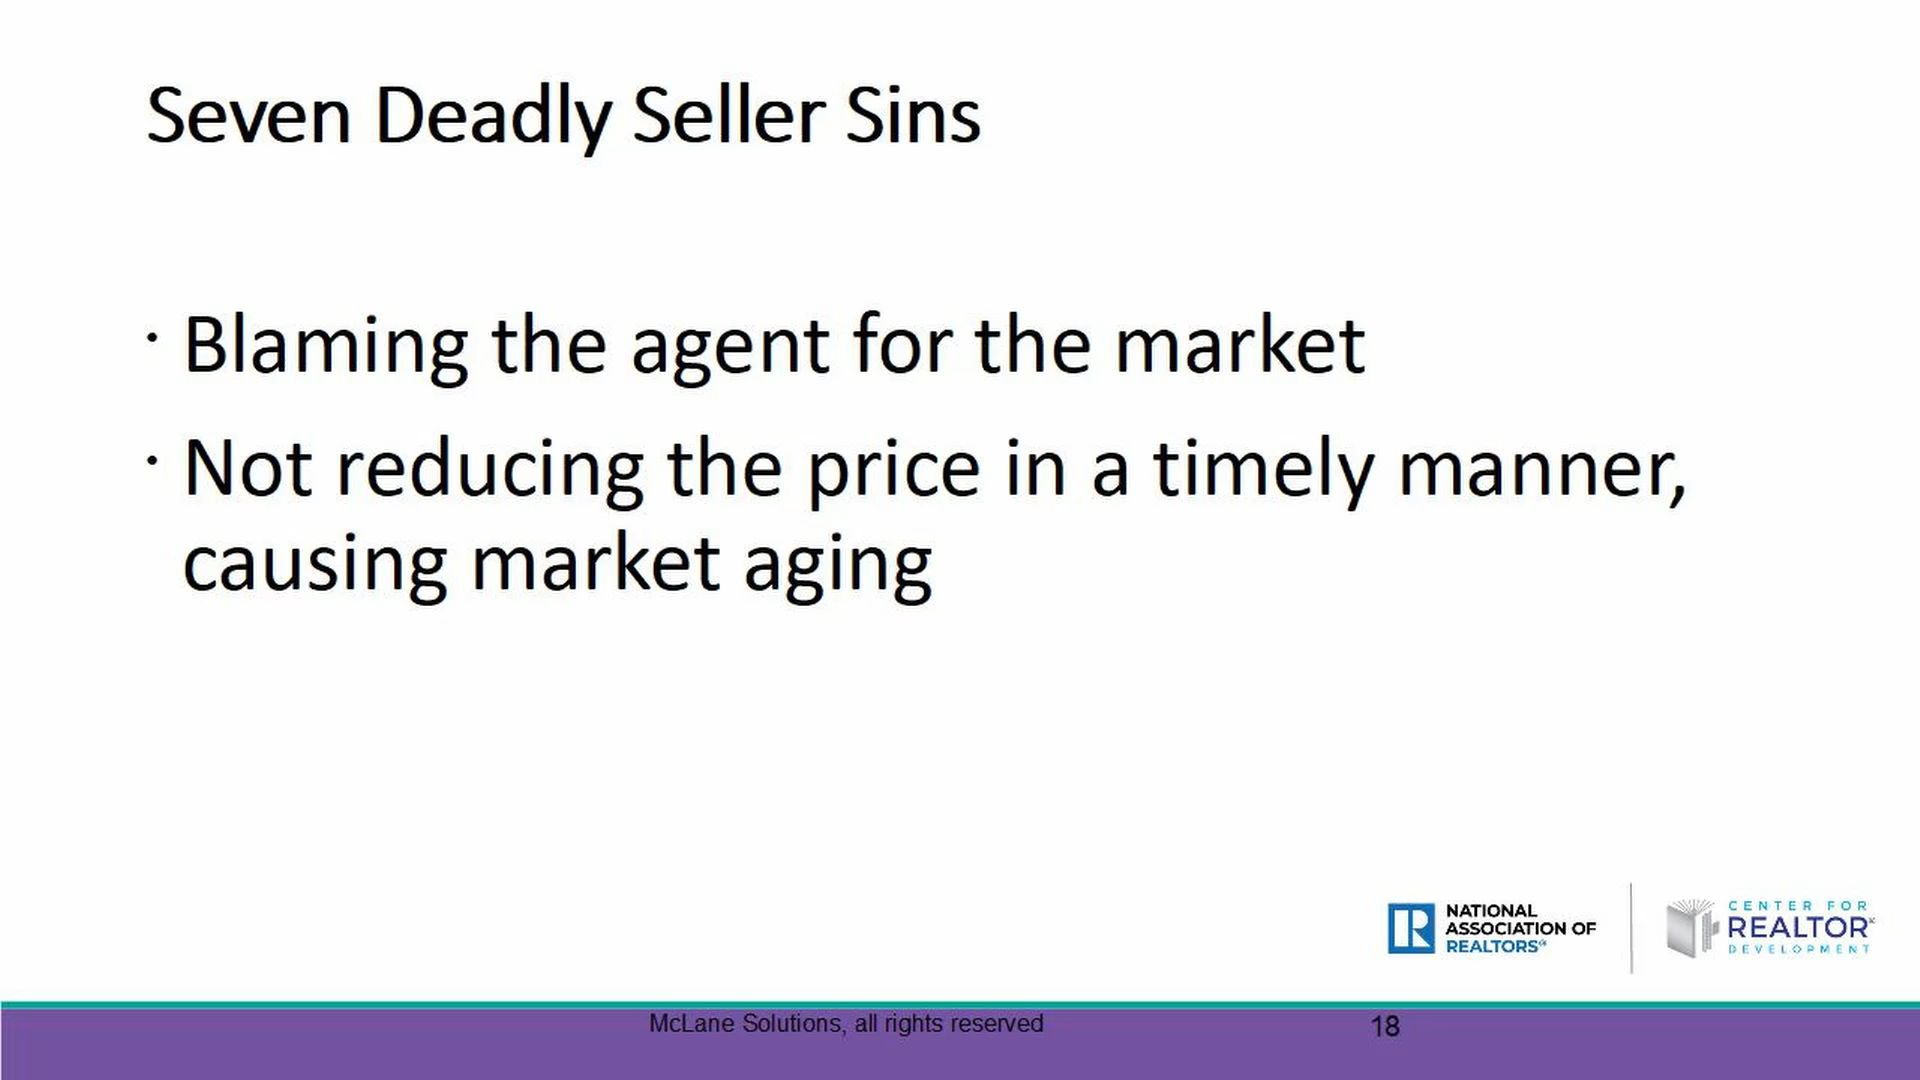 Seven Deadly Seller Sins
· Blaming the agent for the market
· Not reducing the price in a timely manner,
causing market aging
NATIONAL
ASSOCIATION OF
REALTORS®
CENTER FOR
REALTOR®
DEVELOPMENT
McLane Solutions, all rights reserved
18